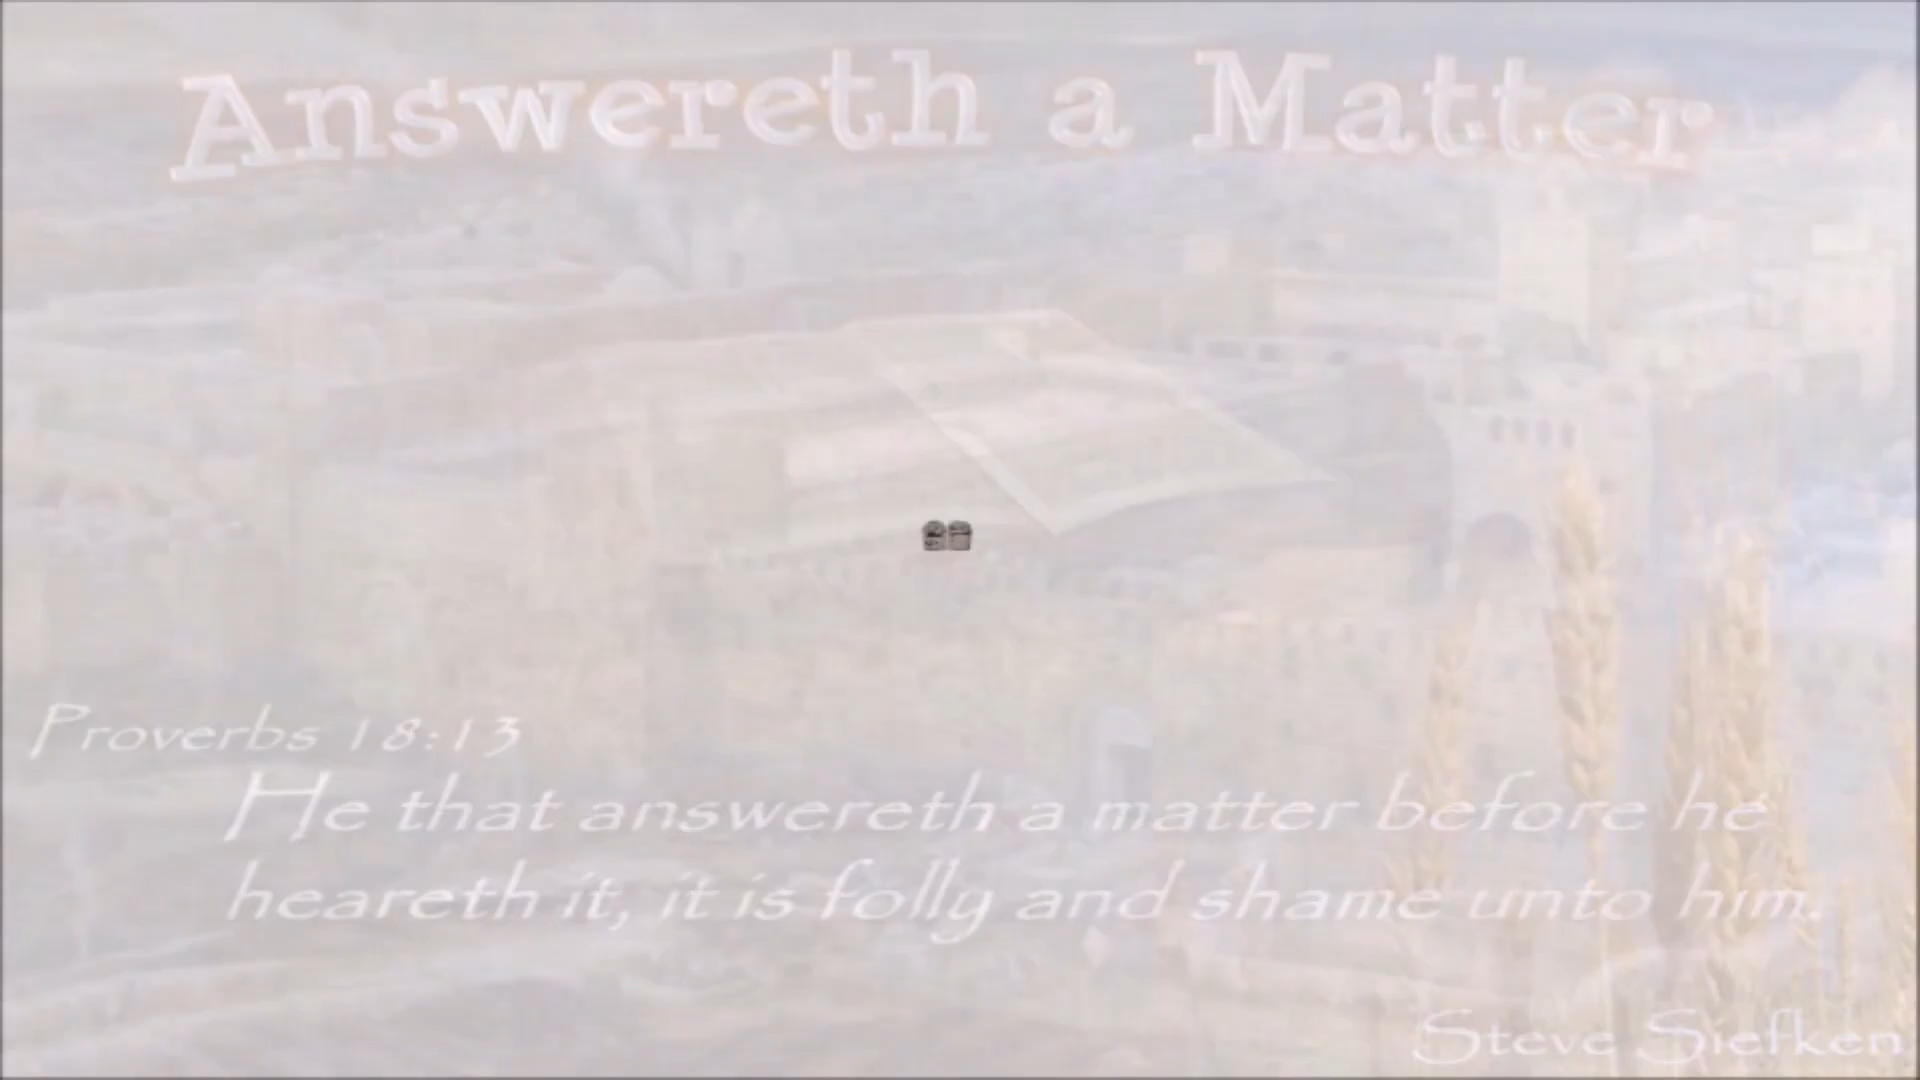 Answereth a Matter
Proverbs 18:13
He that answereth a matter before he
heareth it, it is folly and shame unto him.
Steve Siefken